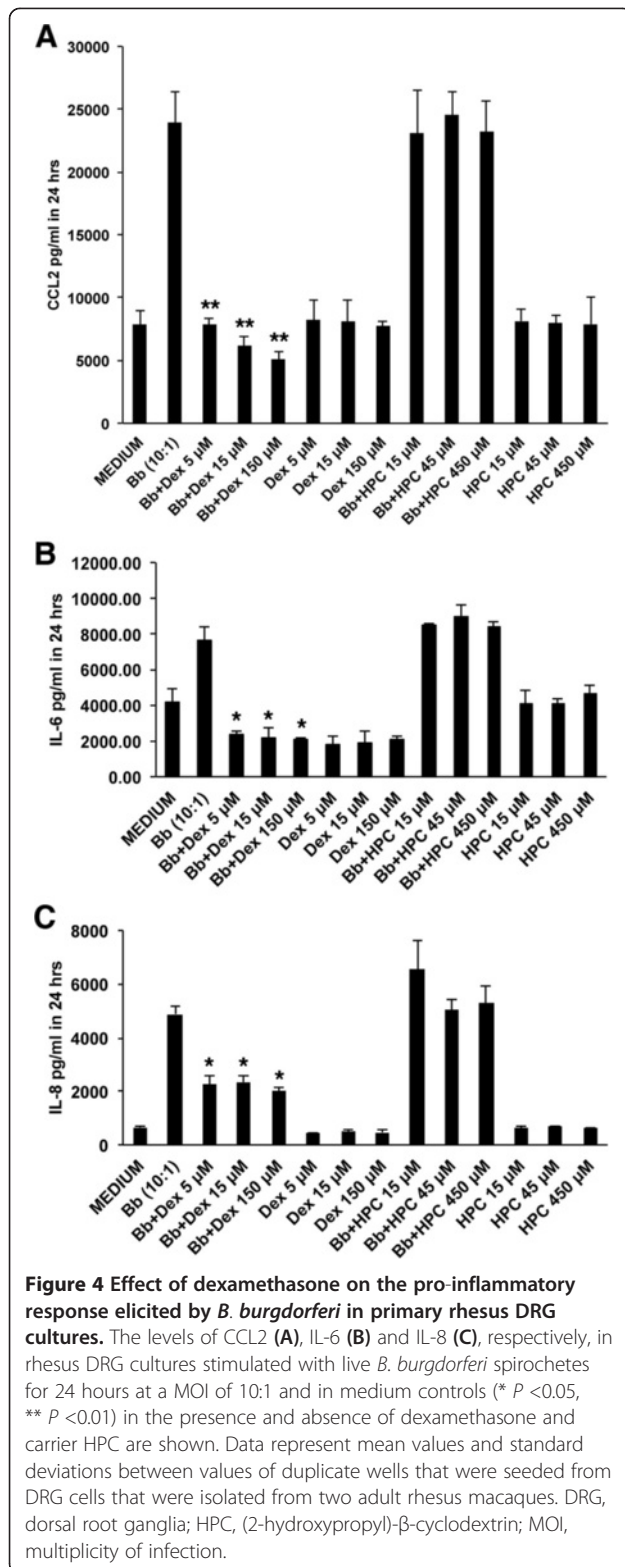 A
CCL2 pg/ml in 24 hrs
30000
25000
20000
15000
10000
5000
0
**
**
**
MEDIUM
Bb (10:1)
Bb+Dex 5 µM
Bb+Dex 15 µM
Bb+Dex 150 µM
Dex 5 µM
Dex 15 µM
Dex 150 µM
Bb+HPC 15 µM
Bb+HPC 45 µM
Bb+HPC 450 µM
HPC 15 µM
HPC 45 µM
HPC 450 µM
B
IL-6 pg/ml in 24 hrs
12000.00
10000.00
8000.00
6000.00
4000.00
2000.00
0.00
*
*
*
MEDIUM
Bb (10:1)
Bb+Dex 5 µM
Bb+Dex 15 µM
Bb+Dex 150 µM
Dex 5 µM
Dex 15 µM
Dex 150 µM
Bb+HPC 15 µM
Bb+HPC 45 µM
Bb+HPC 450 µM
HPC 15 µM
HPC 45 µM
HPC 450 µM
C
IL-8 pg/ml in 24 hrs
8000
6000
4000
2000
0
*
*
*
MEDIUM
Bb (10:1)
Bb+Dex 5 µM
Bb+Dex 15 µM
Bb+Dex 150 µM
Dex 5 µM
Dex 15 µM
Dex 150 µM
Bb+HPC 15 µM
Bb+HPC 45 µM
Bb+HPC 450 µM
HPC 15 µM
HPC 45 µM
HPC 450 µM
Figure 4 Effect of dexamethasone on the pro-inflammatory
response elicited by B. burgdorferi in primary rhesus DRG
cultures. The levels of CCL2 (A), IL-6 (B) and IL-8 (C), respectively, in
rhesus DRG cultures stimulated with live B. burgdorferi spirochetes
for 24 hours at a MOI of 10:1 and in medium controls (* P <0.05,
** P <0.01) in the presence and absence of dexamethasone and
carrier HPC are shown. Data represent mean values and standard
deviations between values of duplicate wells that were seeded from
DRG cells that were isolated from two adult rhesus macaques. DRG,
dorsal root ganglia; HPC, (2-hydroxypropyl)-β-cyclodextrin; MOI,
multiplicity of infection.